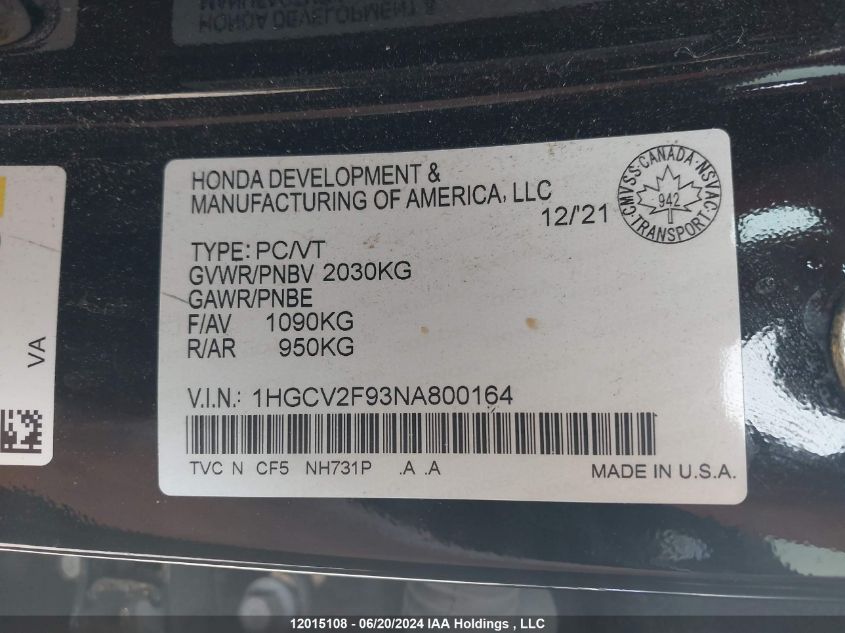 HONDA DEVELOPMENT &
HONDA DEVELOPMENT &
MANUFACTURING OF AMERICA, LLC
12/'21
CMVSS·CANADA·NSVAC
942
TRANSPORT
TYPE: PC/VT
GVWR/PNBV 2030KG
GAWR/PNBE
F/AV 1090KG
R/AR 950KG
VA
V.I.N.: 1HGCV2F93NA800164
TVC N CF5 NH731P .A .A
MADE IN U.S.A.
12015108 - 06/20/2024 IAA Holdings , LLC